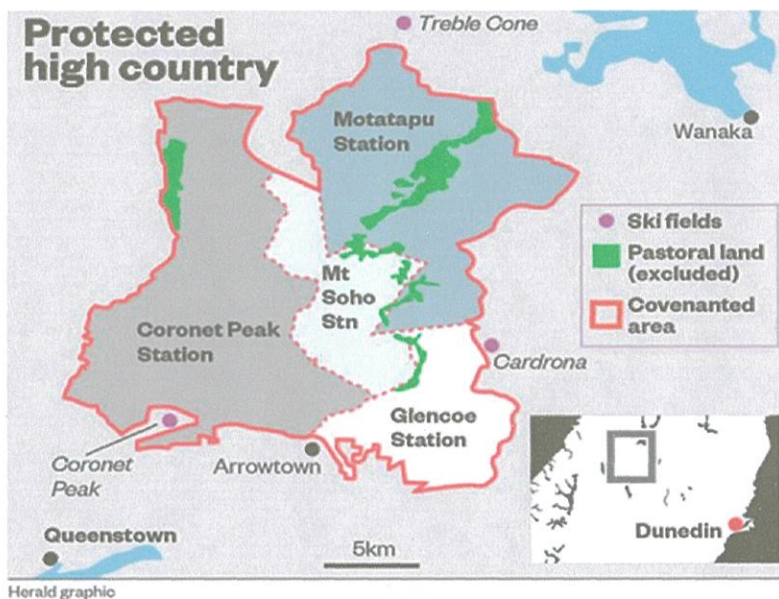 Protected
high country
Treble Cone
Motatapu
Station
Wanaka
Ski fields
Pastoral land
(excluded)
Covenanted
area
Mt
Soho
Stn
Coronet Peak
Station
Cardrona
Glencoe
Station
Coronet
Peak
Arrowtown
Queenstown
5km
Dunedin
Herald graphic